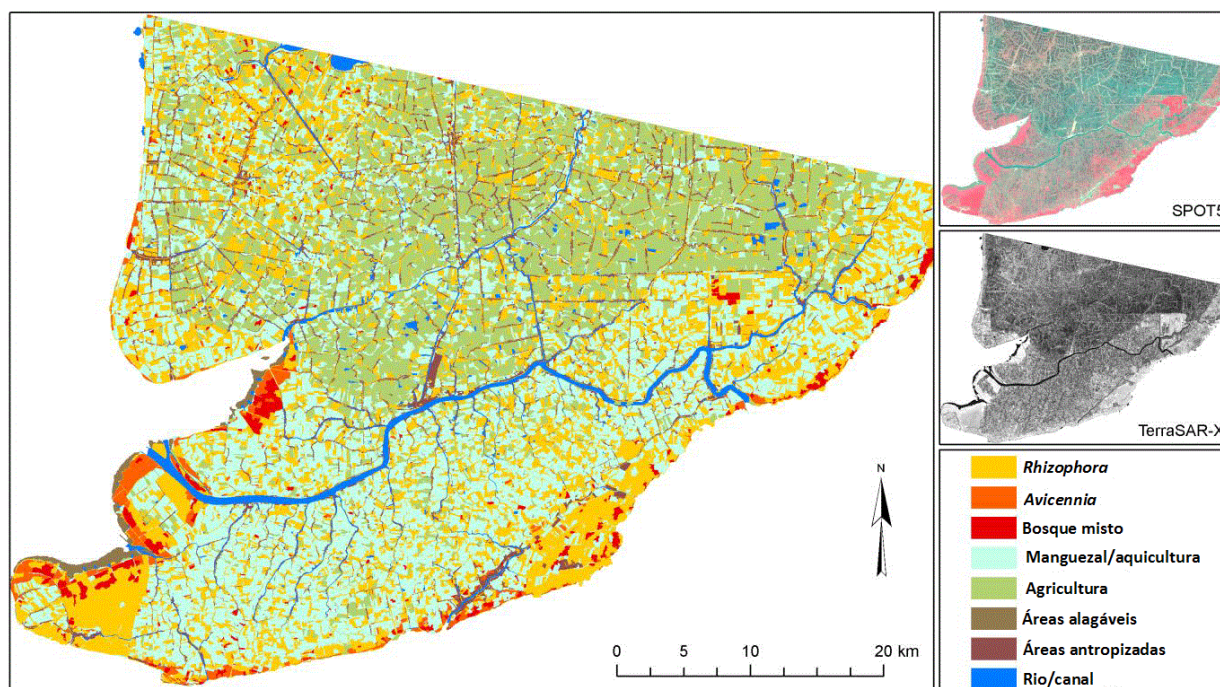 SPOT5
TerraSAR-X
N
0 5 10 20 km
Rhizophora
Avicennia
Bosque misto
Manguezal/aquicultura
Agricultura
Áreas alagáveis
Áreas antropizadas
Rio/canal